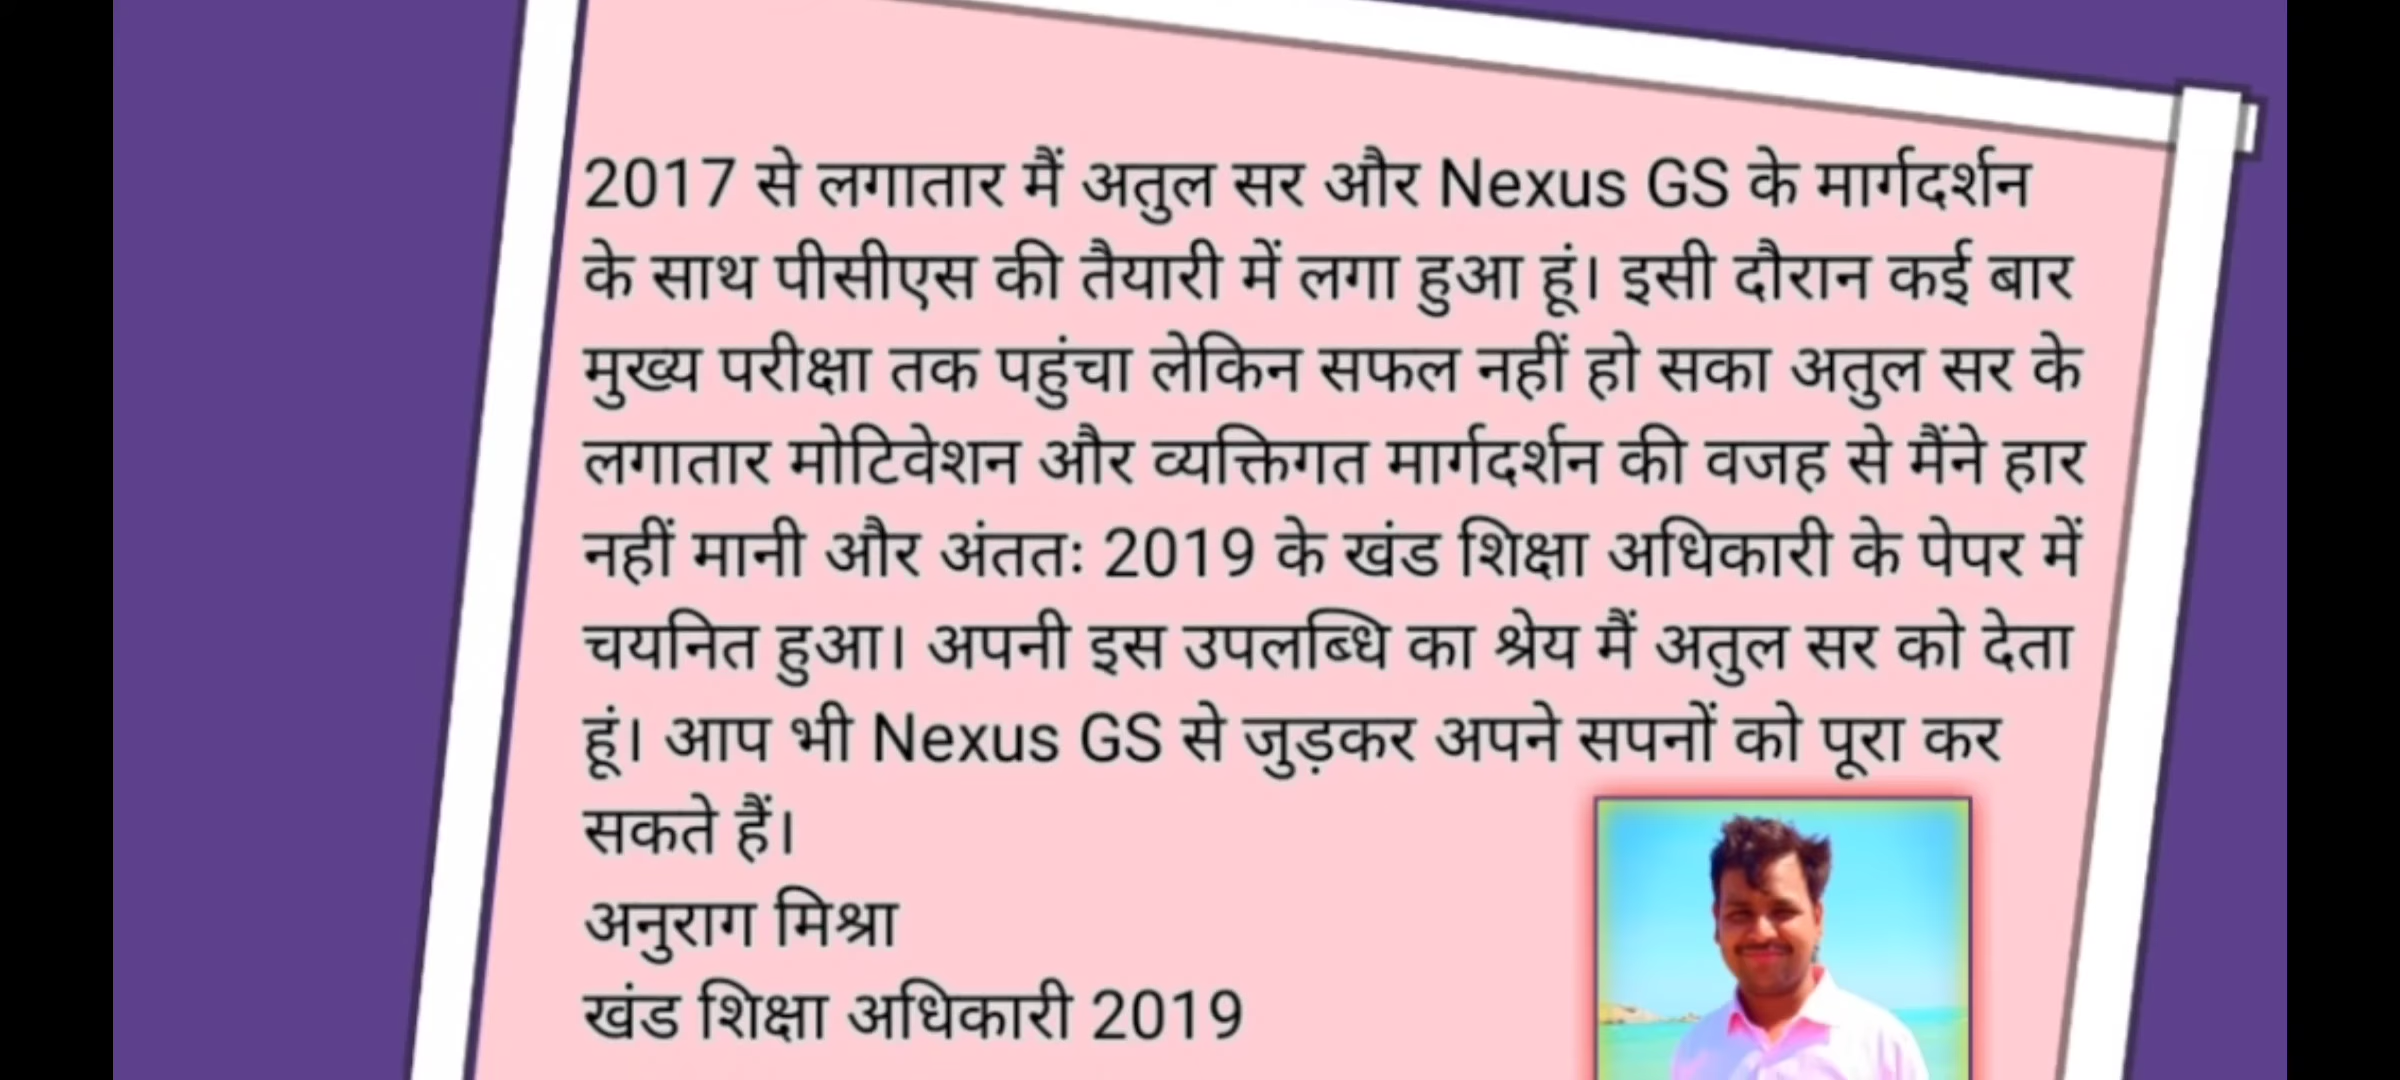 2017 से लगातार मैं अतुल सर और Nexus GS के मार्गदर्शन
के साथ पीसीएस की तैयारी में लगा हुआ हूं। इसी दौरान कई बार
मुख्य परीक्षा तक पहुंचा लेकिन सफल नहीं हो सका अतुल सर के
लगातार मोटिवेशन और व्यक्तिगत मार्गदर्शन की वजह से मैंने हार
नहीं मानी और अंततः 2019 के खंड शिक्षा अधिकारी के पेपर में
चयनित हुआ। अपनी इस उपलब्धि का श्रेय मैं अतुल सर को देता
हूं। आप भी Nexus GS से जुड़कर अपने सपनों को पूरा कर
सकते हैं।
अनुराग मिश्रा
खंड शिक्षा अधिकारी 2019